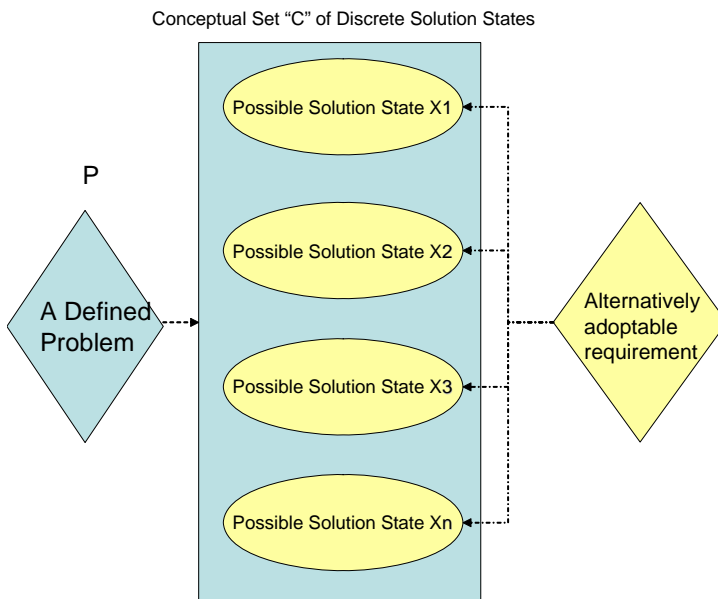 Conceptual Set “C” of Discrete Solution States
Possible Solution State X1
P
Possible Solution State X2
A Defined
Problem
Alternatively
adoptable
requirement
Possible Solution State X3
Possible Solution State Xn